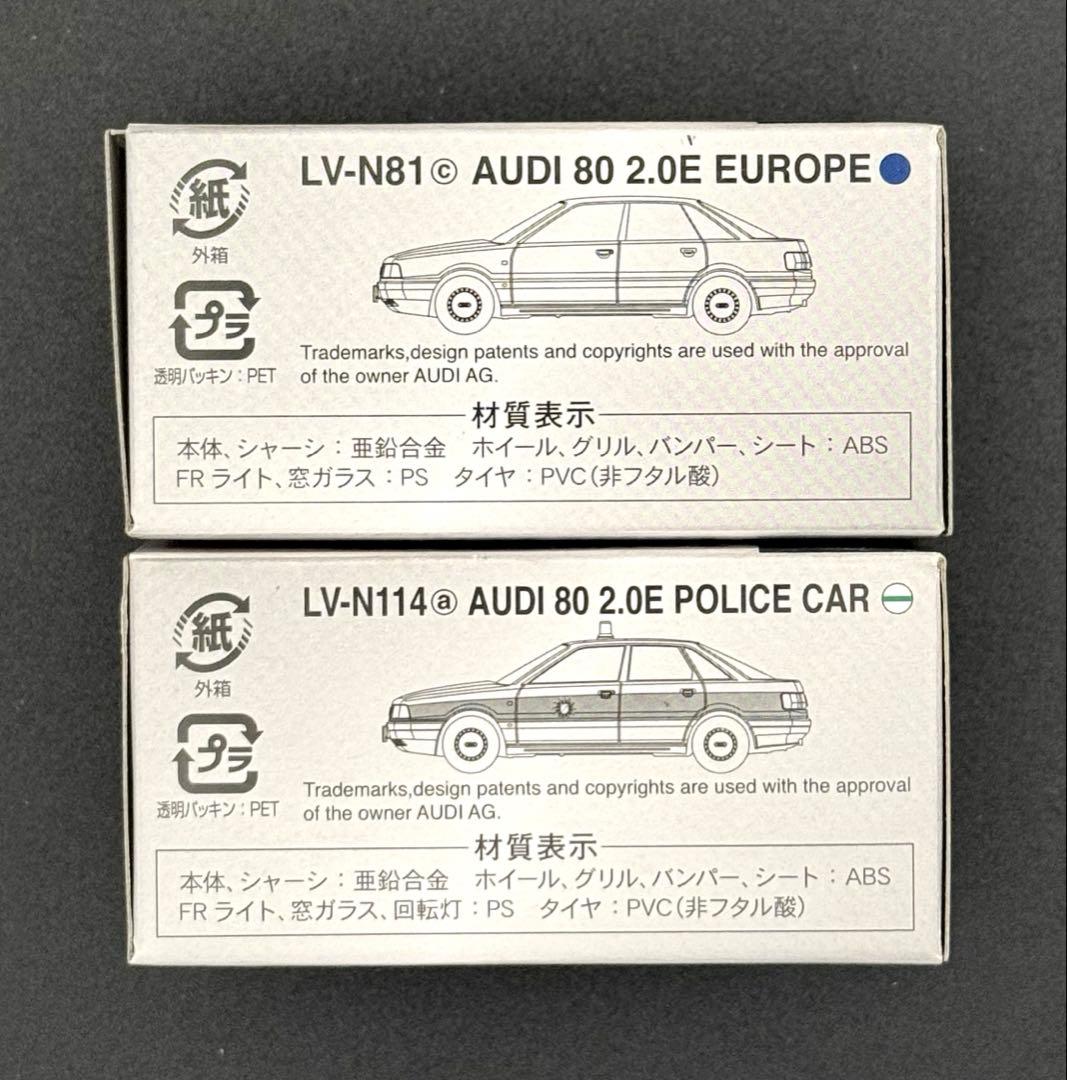 紙
外箱
プラ
透明パッキン：PET
LV-N81ⓒ AUDI 80 2.0E EUROPE
Trademarks,design patents and copyrights are used with the approval
of the owner AUDI AG.
材質表示
本体、シャーシ：亜鉛合金　ホイール、グリル、バンパー、シート：ABS
FRライト、窓ガラス：PS　タイヤ：PVC（非フタル酸）
紙
外箱
プラ
透明パッキン：PET
LV-N114ⓐ AUDI 80 2.0E POLICE CAR
Trademarks,design patents and copyrights are used with the approval
of the owner AUDI AG.
材質表示
本体、シャーシ：亜鉛合金　ホイール、グリル、バンパー、シート：ABS
FRライト、窓ガラス、回転灯：PS　タイヤ：PVC（非フタル酸）